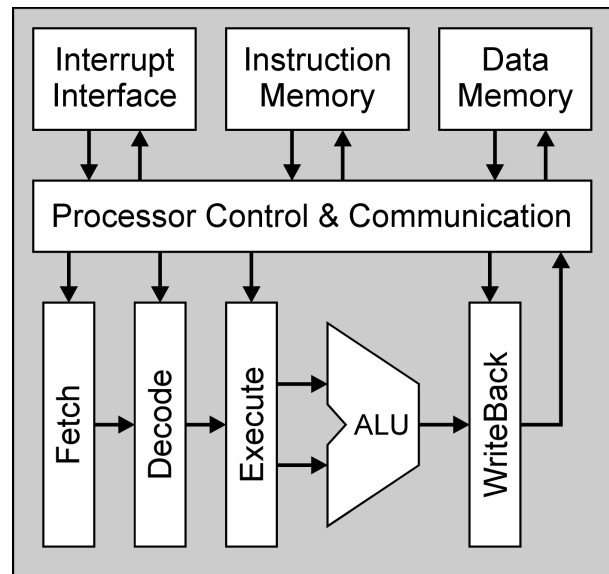 Interrupt
Interface
Instruction
Memory
Data
Memory
Processor Control & Communication
Fetch
Decode
Execute
ALU
WriteBack